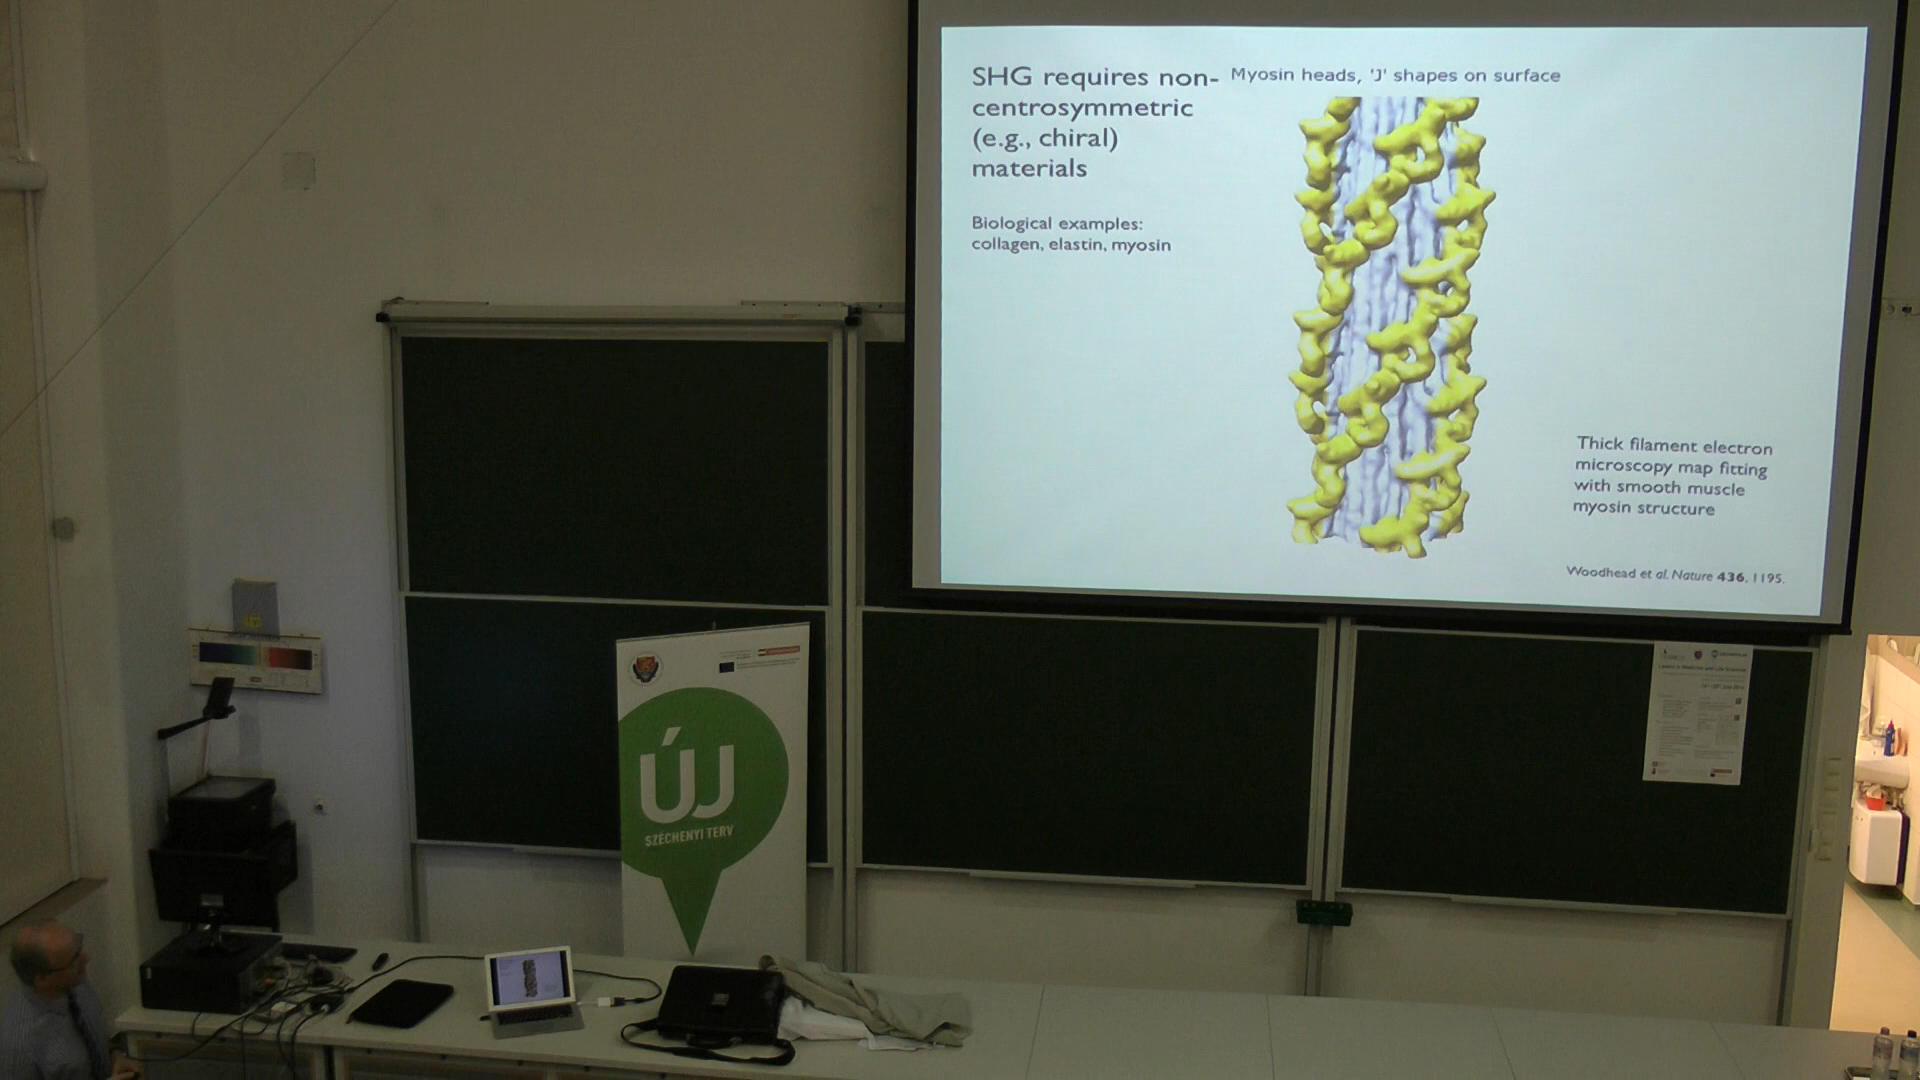 SHG requires non-
centrosymmetric
(e.g., chiral)
materials
Biological examples:
collagen, elastin, myosin
Myosin heads, 'J' shapes on surface
Thick filament electron
microscopy map fitting
with smooth muscle
myosin structure
Woodhead et al. Nature 436, 1195.
ÚJ
SZÉCHENYI TERV